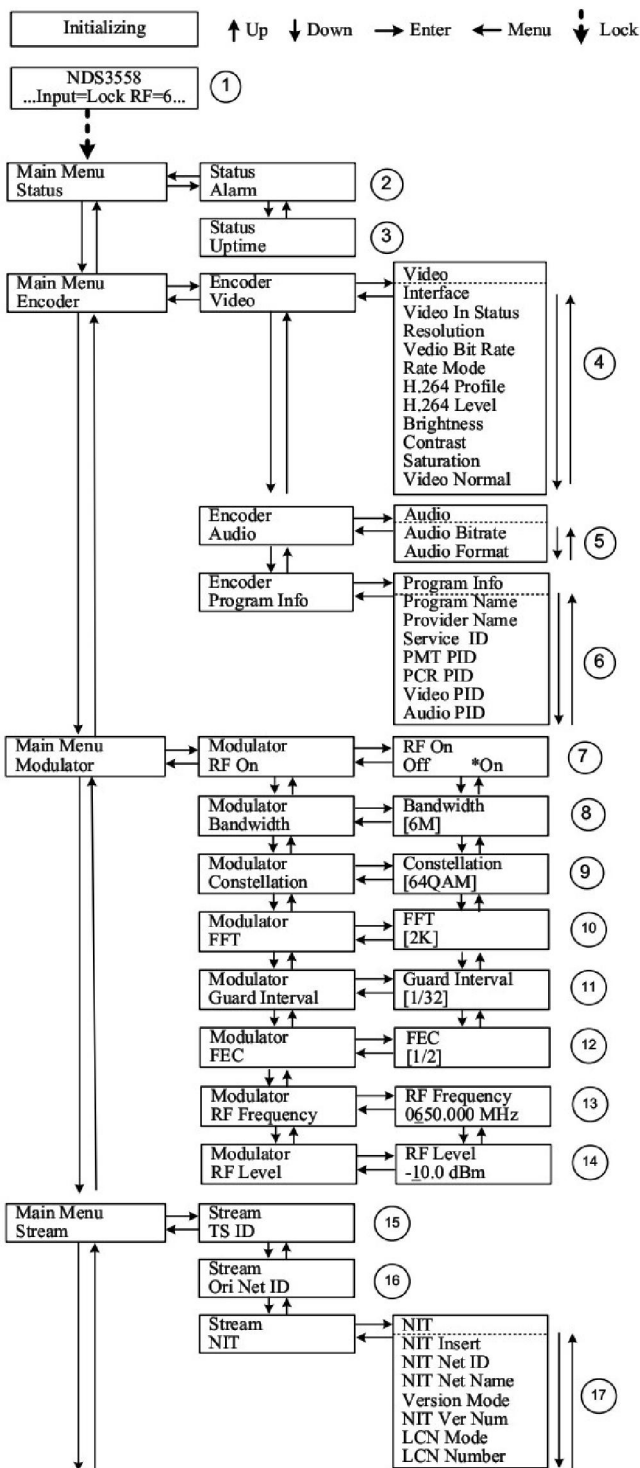 Initializing
Up Down Enter Menu Lock
NDS3558
...Input=Lock RF=6...
1
Main Menu
Status
Status
Alarm
2
Status
Uptime
3
Main Menu
Encoder
Encoder
Video
Video
Interface
Video In Status
Resolution
Vedio Bit Rate
Rate Mode
H.264 Profile
H.264 Level
Brightness
Contrast
Saturation
Video Normal
4
Encoder
Audio
Audio
Audio Bitrate
Audio Format
5
Encoder
Program Info
Program Info
Program Name
Provider Name
Service ID
PMT PID
PCR PID
Video PID
Audio PID
6
Main Menu
Modulator
Modulator
RF On
RF On
Off *On
7
Modulator
Bandwidth
Bandwidth
[6M]
8
Modulator
Constellation
Constellation
[64QAM]
9
Modulator
FFT
FFT
[2K]
10
Modulator
Guard Interval
Guard Interval
[1/32]
11
Modulator
FEC
FEC
[1/2]
12
Modulator
RF Frequency
RF Frequency
0650.000 MHz
13
Modulator
RF Level
RF Level
-10.0 dBm
14
Main Menu
Stream
Stream
TS ID
15
Stream
Ori Net ID
16
Stream
NIT
NIT
NIT Insert
NIT Net ID
NIT Net Name
Version Mode
NIT Ver Num
LCN Mode
LCN Number
17